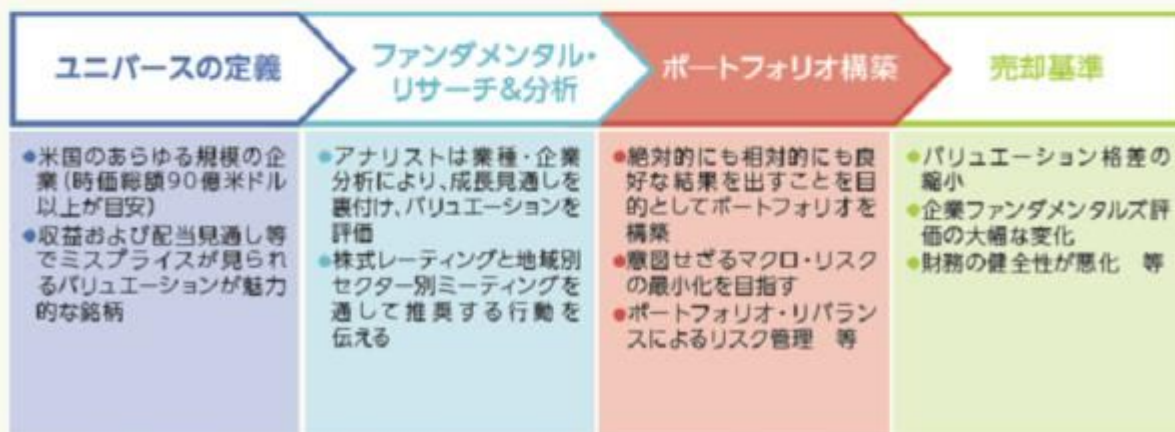 ユニバースの定義
ファンダメンタル・
リサーチ&分析
ポートフォリオ構築
売却基準
●米国のあらゆる規模の企
業(時価総額90億米ドル
以上が目安)
●収益および配当見通し等
でミスプライスが見られ
るバリュエーションが魅力
的な銘柄
●アナリストは業種・企業
分析により、成長見通しを
裏付け、バリュエーションを
評価
●株式レーティングと地域別
セクター別ミーティングを
通して推奨する行動を
伝える
●絶対的にも相対的にも良
好な結果を出すことを目
的としてポートフォリオを
構築
●意図せざるマクロ・リスク
の最小化を目指す
●ポートフォリオ・リバラン
スによるリスク管理 等
●バリュエーション格差の
縮小
●企業ファンダメンタルズ評
価の大幅な変化
●財務の健全性が悪化 等